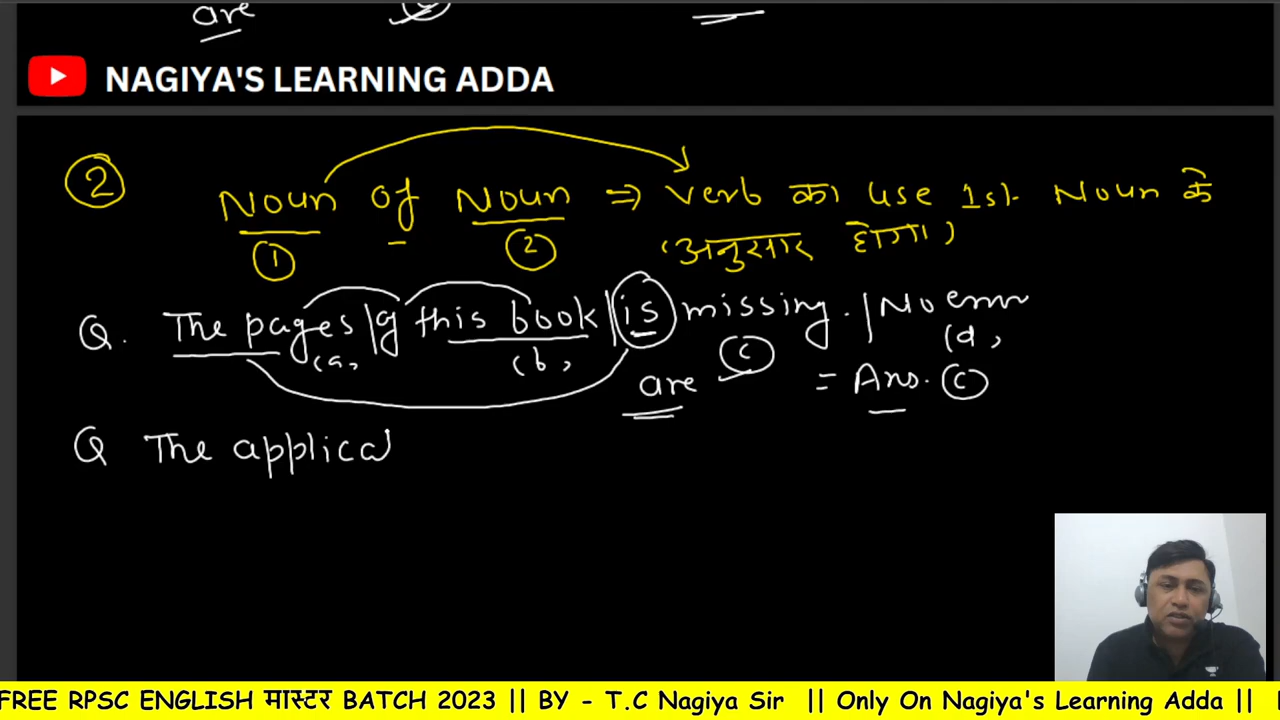 are
NAGIYA'S LEARNING ADDA
② Noun of Noun ⇒ Verb का use 1st Noun के
① ② (अनुसार होगा)
Q. The pages / of this book / is missing. / No error
(a) (b) (c) (d)
are = Ans. (c)
Q The applica
FREE RPSC ENGLISH मास्टर BATCH 2023 || BY - T.C Nagiya Sir || Only On Nagiya's Learning Adda ||